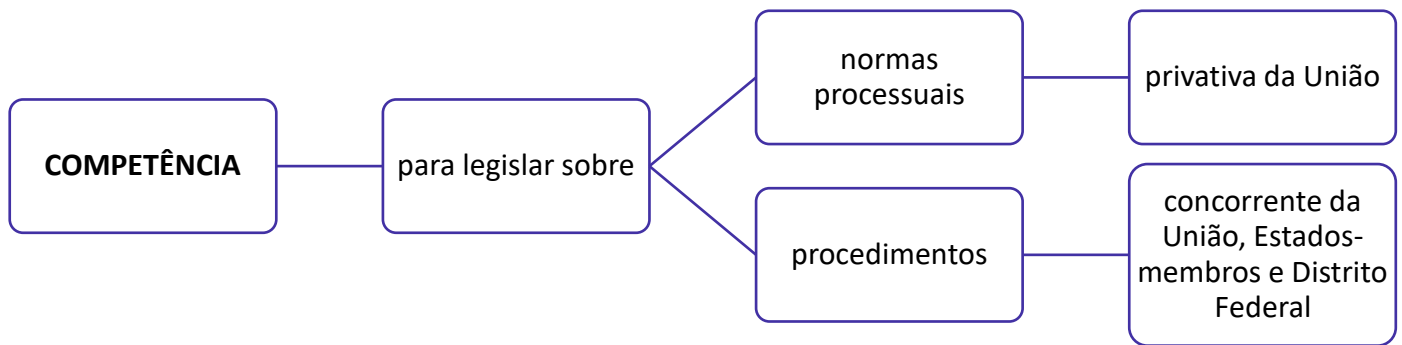 COMPETÊNCIA
para legislar sobre
normas
processuais
privativa da União
procedimentos
concorrente da
União, Estados-
membros e Distrito
Federal